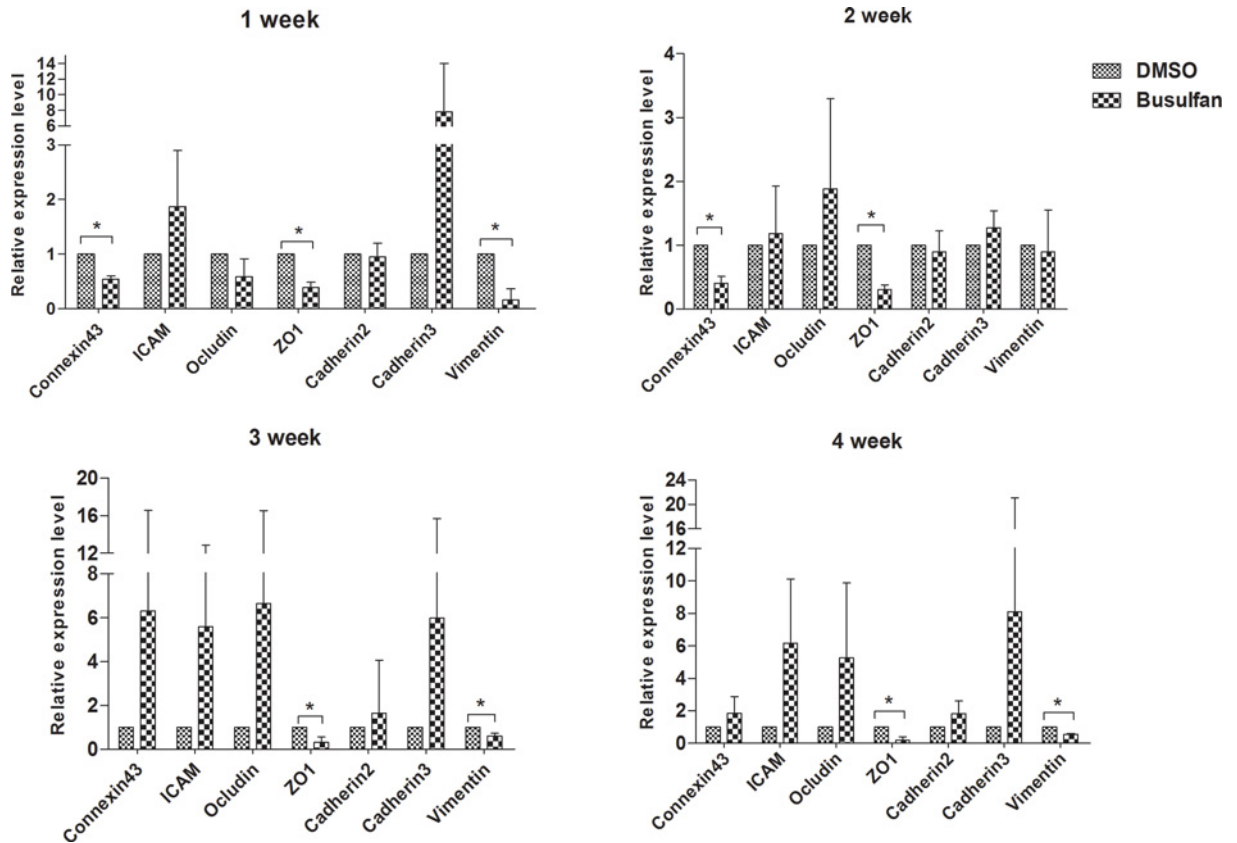 1 week
Relative expression level
14
12
10
8
6
3
2
1
0
*
*
*
Connexin43
ICAM
Ocludin
ZO1
Cadherin2
Cadherin3
Vimentin
2 week
DMSO
Busulfan
Relative expression level
4
3
2
1
0
*
*
Connexin43
ICAM
Ocludin
ZO1
Cadherin2
Cadherin3
Vimentin
3 week
Relative expression level
20
16
12
8
6
4
2
0
*
*
Connexin43
ICAM
Ocludin
ZO1
Cadherin2
Cadherin3
Vimentin
4 week
Relative expression level
24
20
16
12
10
8
6
4
2
0
*
*
Connexin43
ICAM
Ocludin
ZO1
Cadherin2
Cadherin3
Vimentin